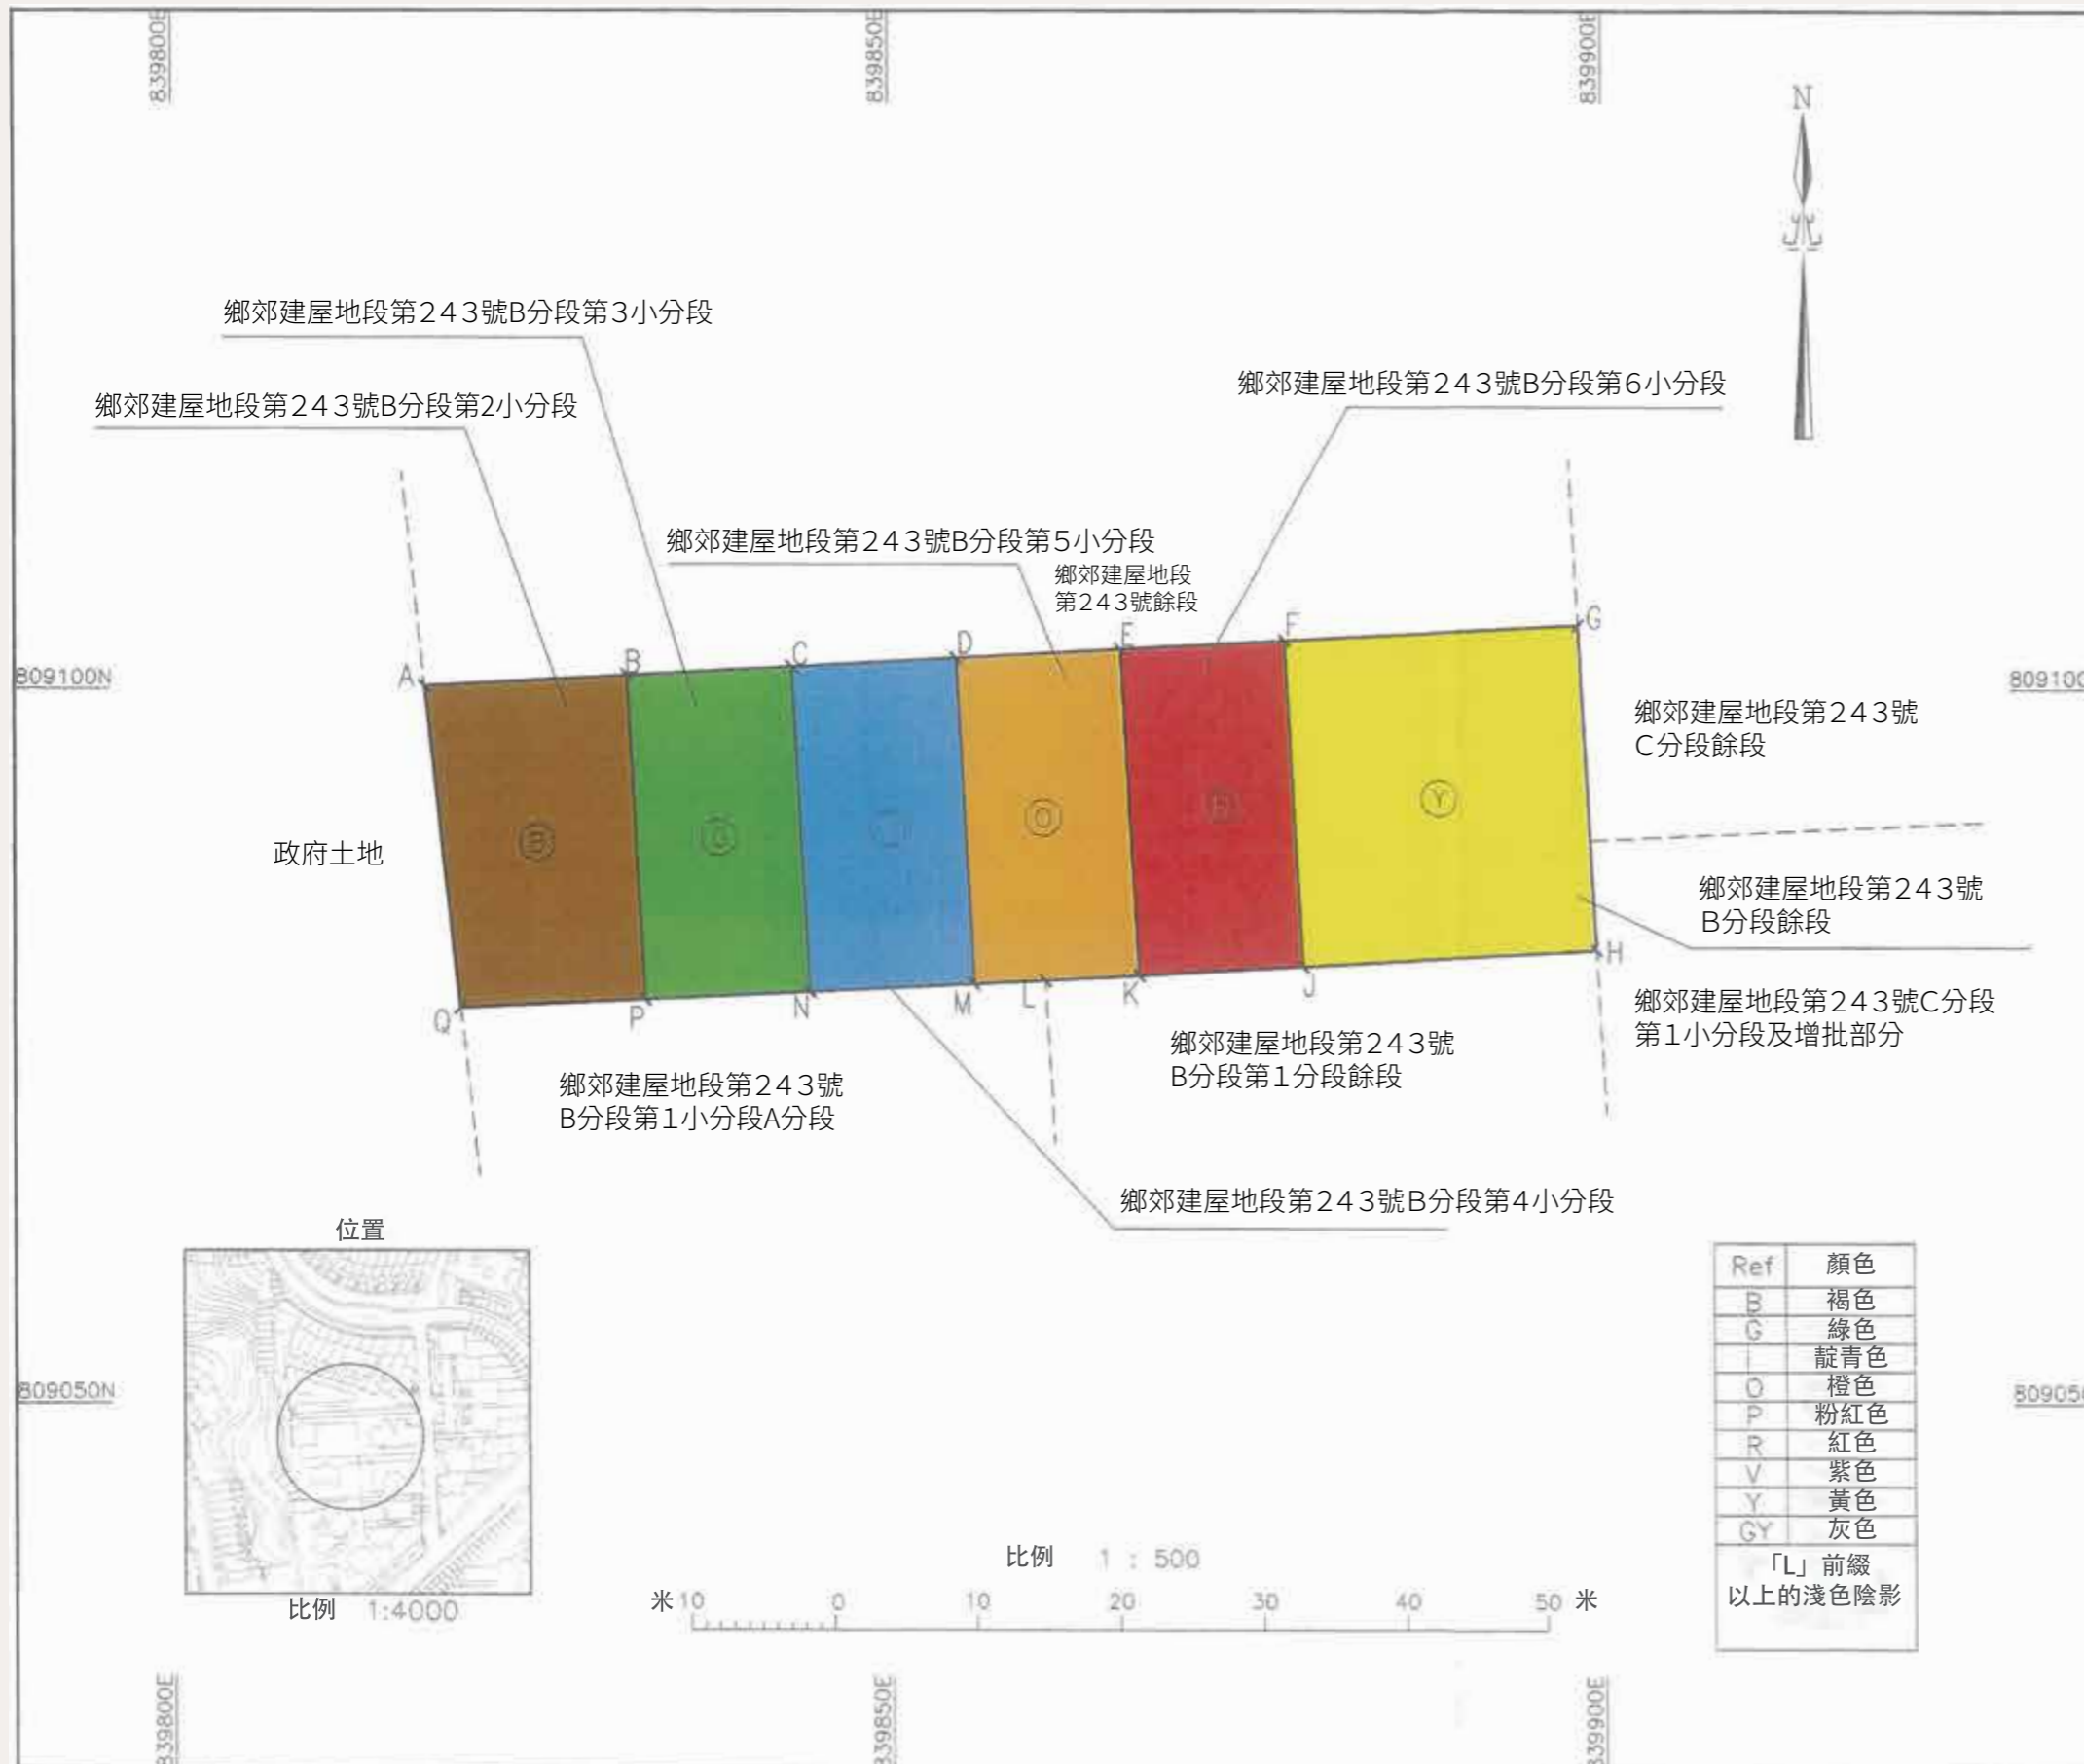 839800E
839850E
839900E
N
北
鄉郊建屋地段第243號B分段第3小分段
鄉郊建屋地段第243號B分段第6小分段
鄉郊建屋地段第243號B分段第2小分段
鄉郊建屋地段第243號B分段第5小分段
鄉郊建屋地段
第243號餘段
A
B
C
D
E
F
G
809100N
809100
鄉郊建屋地段第243號
C分段餘段
B
G
O
R
Y
政府土地
鄉郊建屋地段第243號
B分段餘段
Q
P
N
M
L
K
J
H
鄉郊建屋地段第243號C分段
第1小分段及增批部分
鄉郊建屋地段第243號
B分段第1分段餘段
鄉郊建屋地段第243號
B分段第1小分段A分段
鄉郊建屋地段第243號B分段第4小分段
位置
比例 1:4000
809050N
80905
Ref 顏色
B 褐色
G 綠色
靛青色
O 橙色
P 粉紅色
R 紅色
V 紫色
Y 黃色
GY 灰色
「L」前綴
以上的淺色陰影
比例 1 : 500
米 10 0 10 20 30 40 50 米
839800E
839850E
839900E